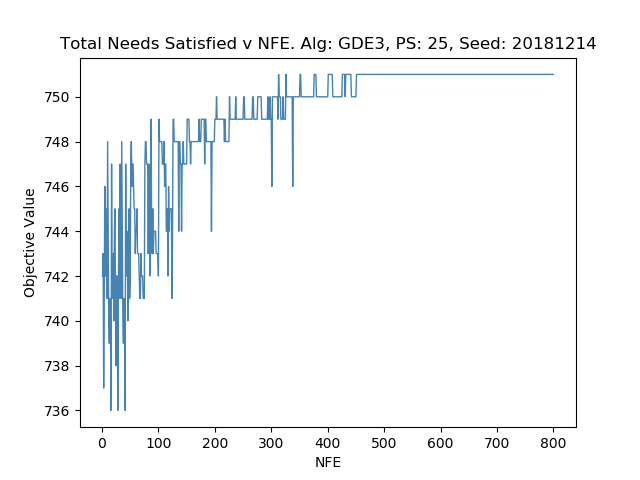 Total Needs Satisfied v NFE. Alg: GDE3, PS: 25, Seed: 20181214
Objective Value
750
748
746
744
742
740
738
736
0 100 200 300 400 500 600 700 800
NFE